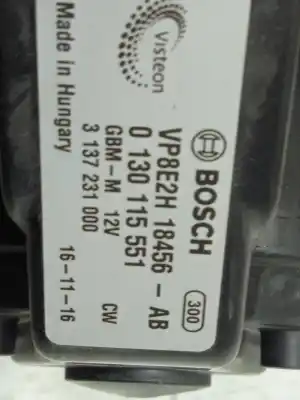 BOSCH
300
VP8E2H 18456 - AB
0 130 115 551
GBM-M 12V CW
3 137 231 000
16-11-16
Visteon
Made in Hungary